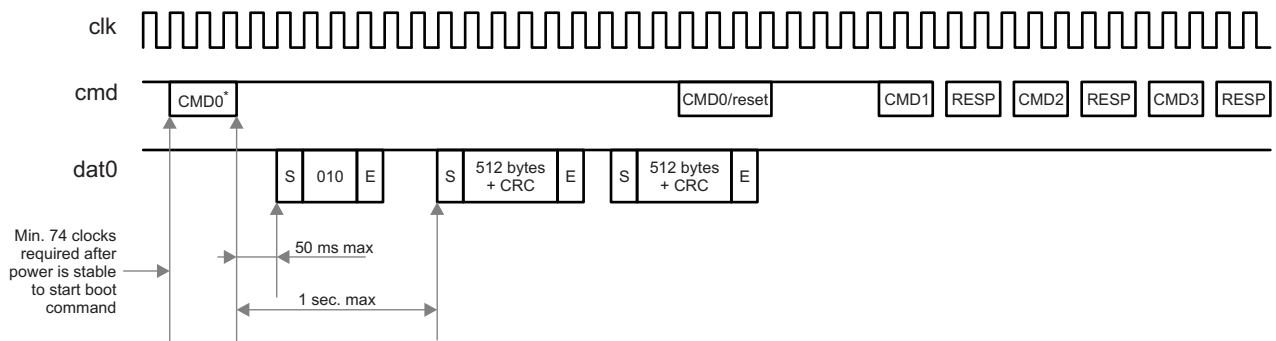 clk
cmd
CMD0*
CMD0/reset
CMD1
RESP
CMD2
RESP
CMD3
RESP
dat0
S
010
E
S
512 bytes
+ CRC
E
S
512 bytes
+ CRC
E
Min. 74 clocks
required after
power is stable
to start boot
command
50 ms max
1 sec. max